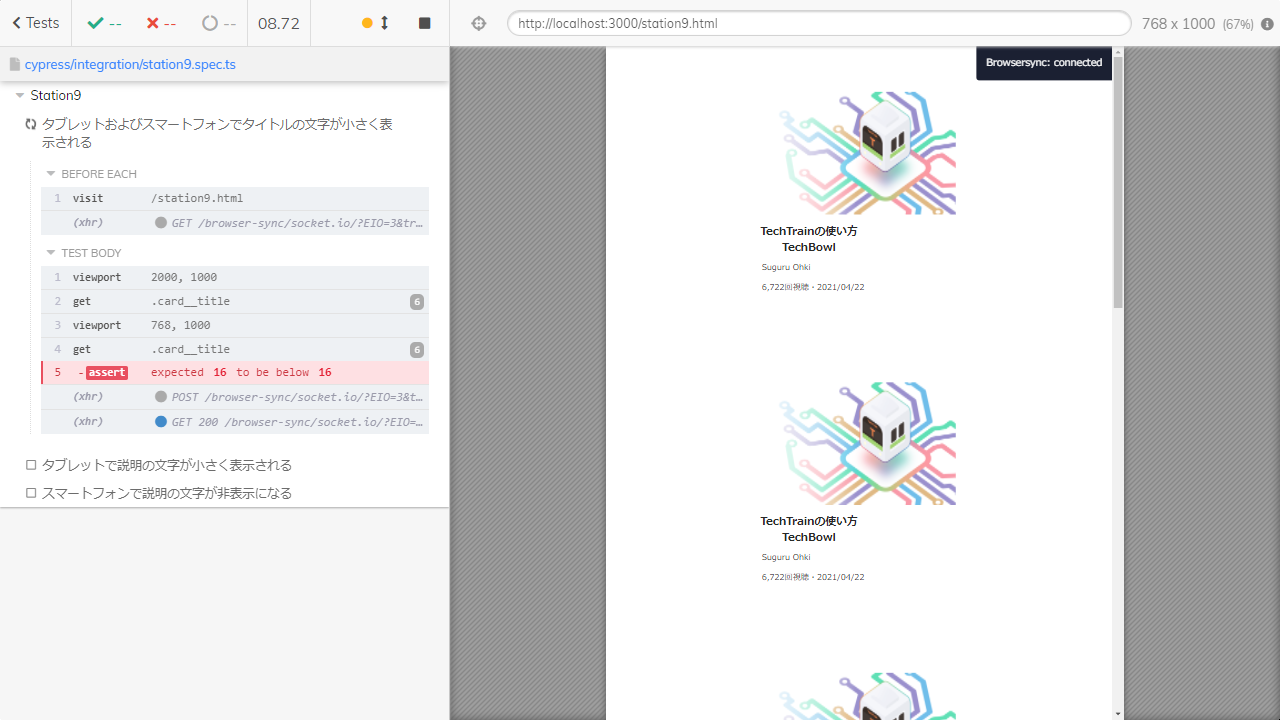 Tests
--
--
--
08.72
http://localhost:3000/station9.html
768 x 1000 (67%)
cypress/integration/station9.spec.ts
Station9
タブレットおよびスマートフォンでタイトルの文字が小さく表
示される
BEFORE EACH
1 visit /station9.html
(xhr) GET /browser-sync/socket.io/?EIO=3&tr…
TEST BODY
1 viewport 2000, 1000
2 get .card__title 6
3 viewport 768, 1000
4 get .card__title 6
5 -assert expected 16 to be below 16
(xhr) POST /browser-sync/socket.io/?EIO=3&t…
(xhr) GET 200 /browser-sync/socket.io/?EIO=…
タブレットで説明の文字が小さく表示される
スマートフォンで説明の文字が非表示になる
Browsersync: connected
TechTrainの使い方
TechBowl
Suguru Ohki
6,722回視聴・2021/04/22
TechTrainの使い方
TechBowl
Suguru Ohki
6,722回視聴・2021/04/22